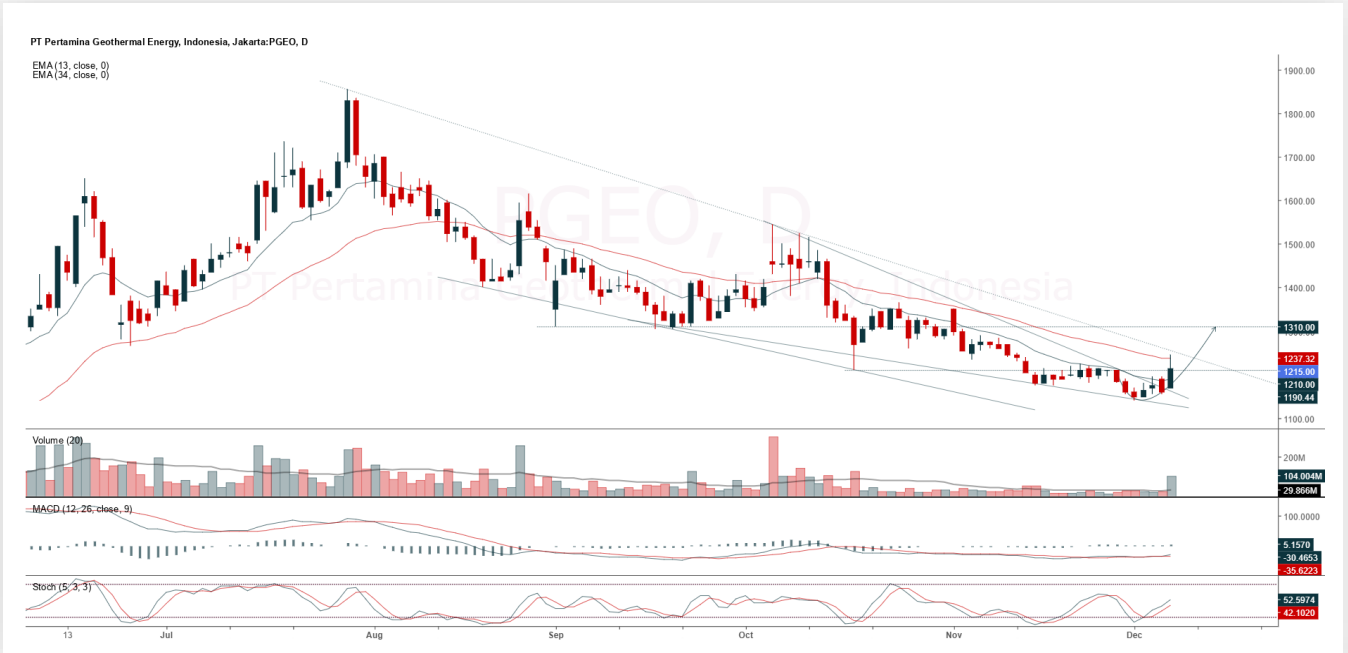 PT Pertamina Geothermal Energy, Indonesia, Jakarta:PGEO, D
EMA (13, close, 0)
EMA (34, close, 0)
PGEO, D
PT Pertamina Geothermal Energy, Indonesia
1900.00
1800.00
1700.00
1600.00
1500.00
1400.00
1310.00
1237.32
1215.00
1210.00
1190.44
1100.00
Volume (20)
200M
104.004M
29.866M
MACD (12, 26, close, 9)
100.0000
5.1570
-30.4653
-35.6223
Stoch (5, 3, 3)
52.5974
42.1020
13 Jul Aug Sep Oct Nov Dec